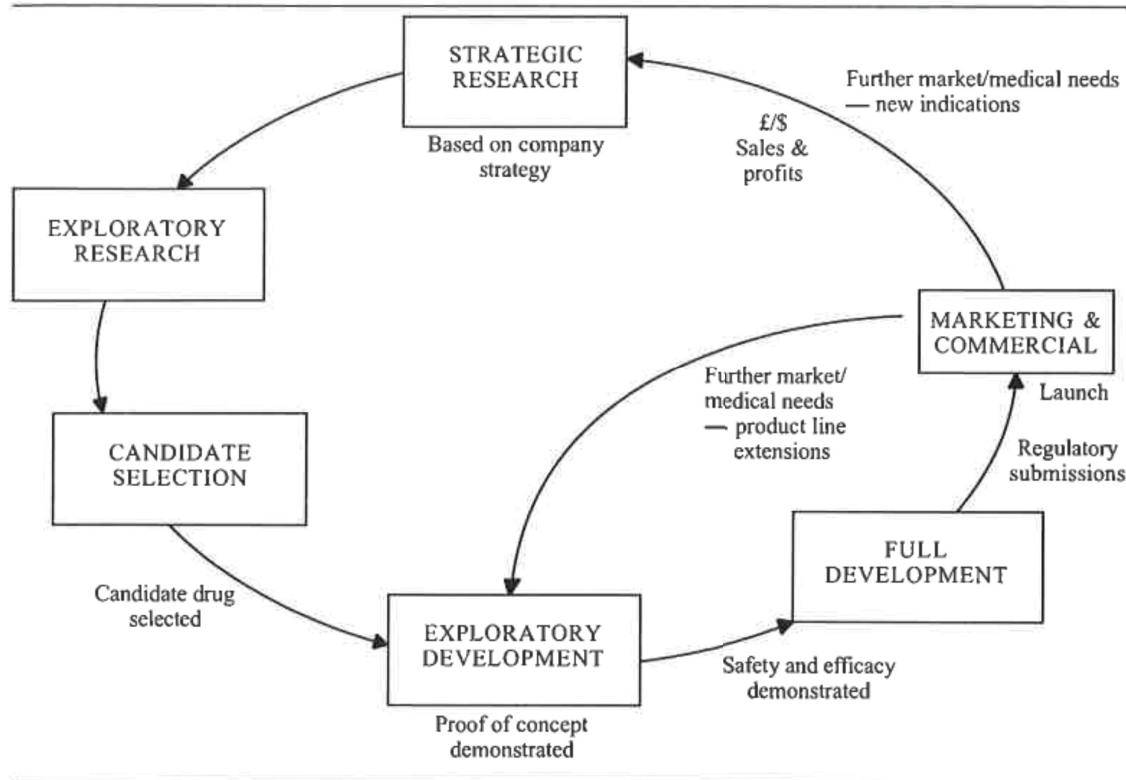 STRATEGIC
RESEARCH
Based on company
strategy
Further market/medical needs
— new indications
£/$
Sales &
profits
EXPLORATORY
RESEARCH
MARKETING &
COMMERCIAL
Launch
Further market/
medical needs
— product line
extensions
Regulatory
submissions
CANDIDATE
SELECTION
FULL
DEVELOPMENT
Candidate drug
selected
EXPLORATORY
DEVELOPMENT
Safety and efficacy
demonstrated
Proof of concept
demonstrated